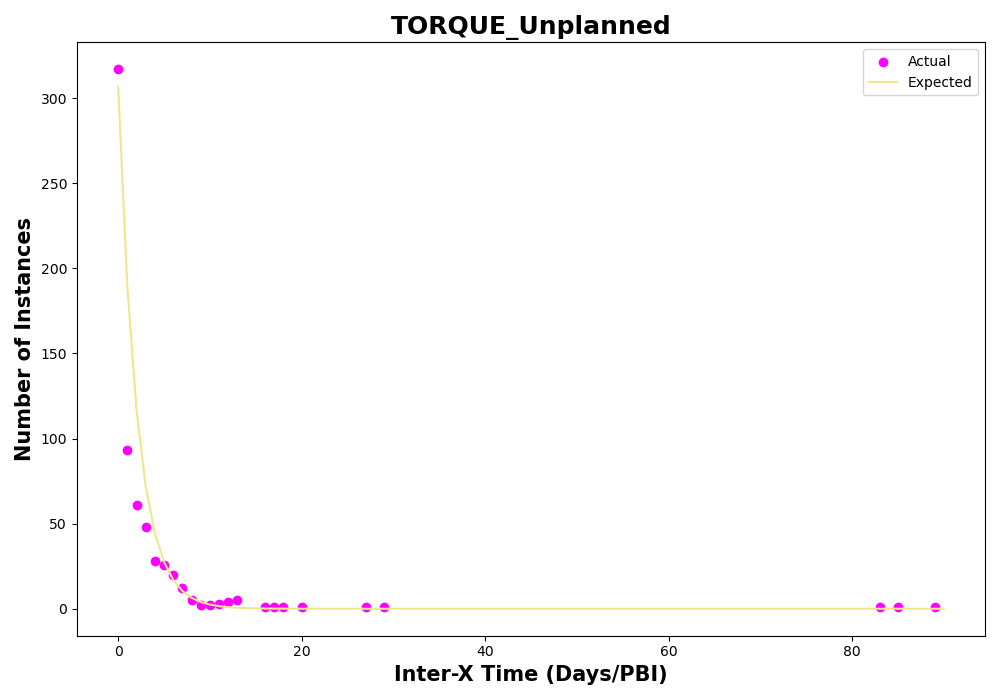 TORQUE_Unplanned
Actual
Expected
Number of Instances
300
250
200
150
100
50
0
0 20 40 60 80
Inter-X Time (Days/PBI)